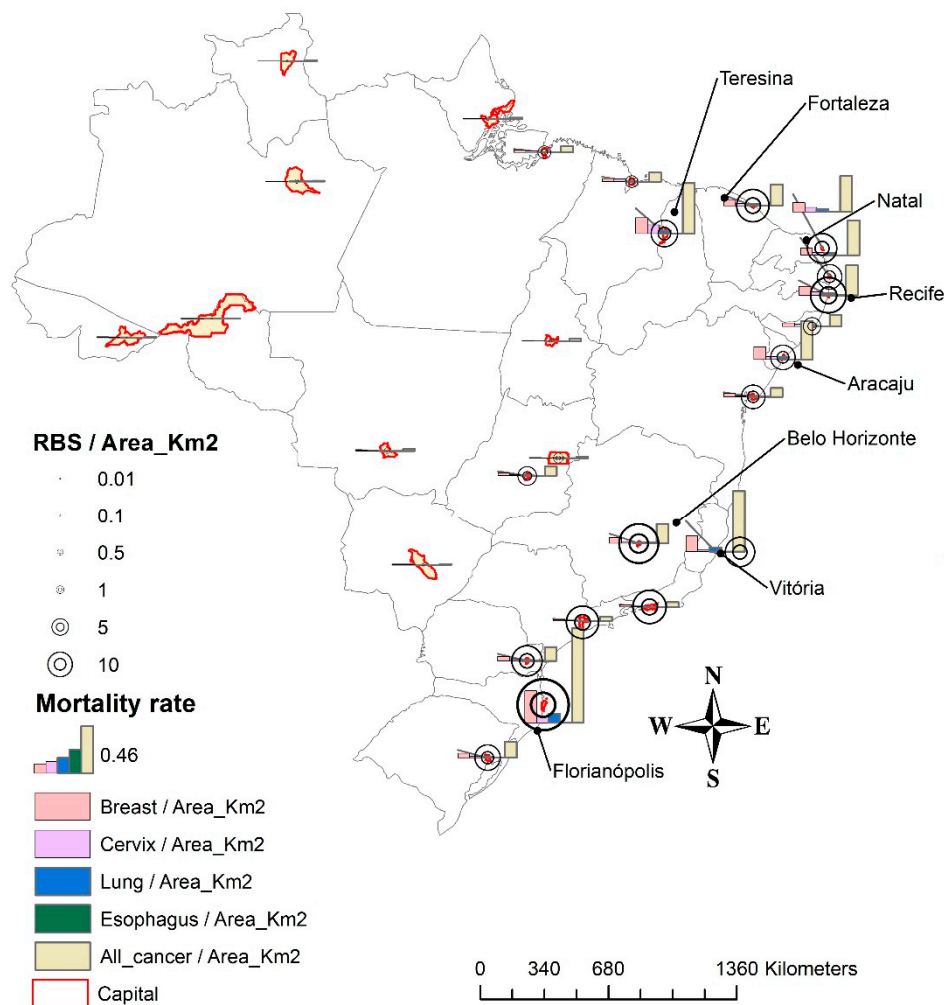 Teresina
Fortaleza
Natal
Recife
Aracaju
Belo Horizonte
Vitória
Florianópolis
N
W E
S
RBS / Area_Km2
0.01
0.1
0.5
1
5
10
Mortality rate
0.46
Breast / Area_Km2
Cervix / Area_Km2
Lung / Area_Km2
Esophagus / Area_Km2
All_cancer / Area_Km2
Capital
0 340 680 1360 Kilometers